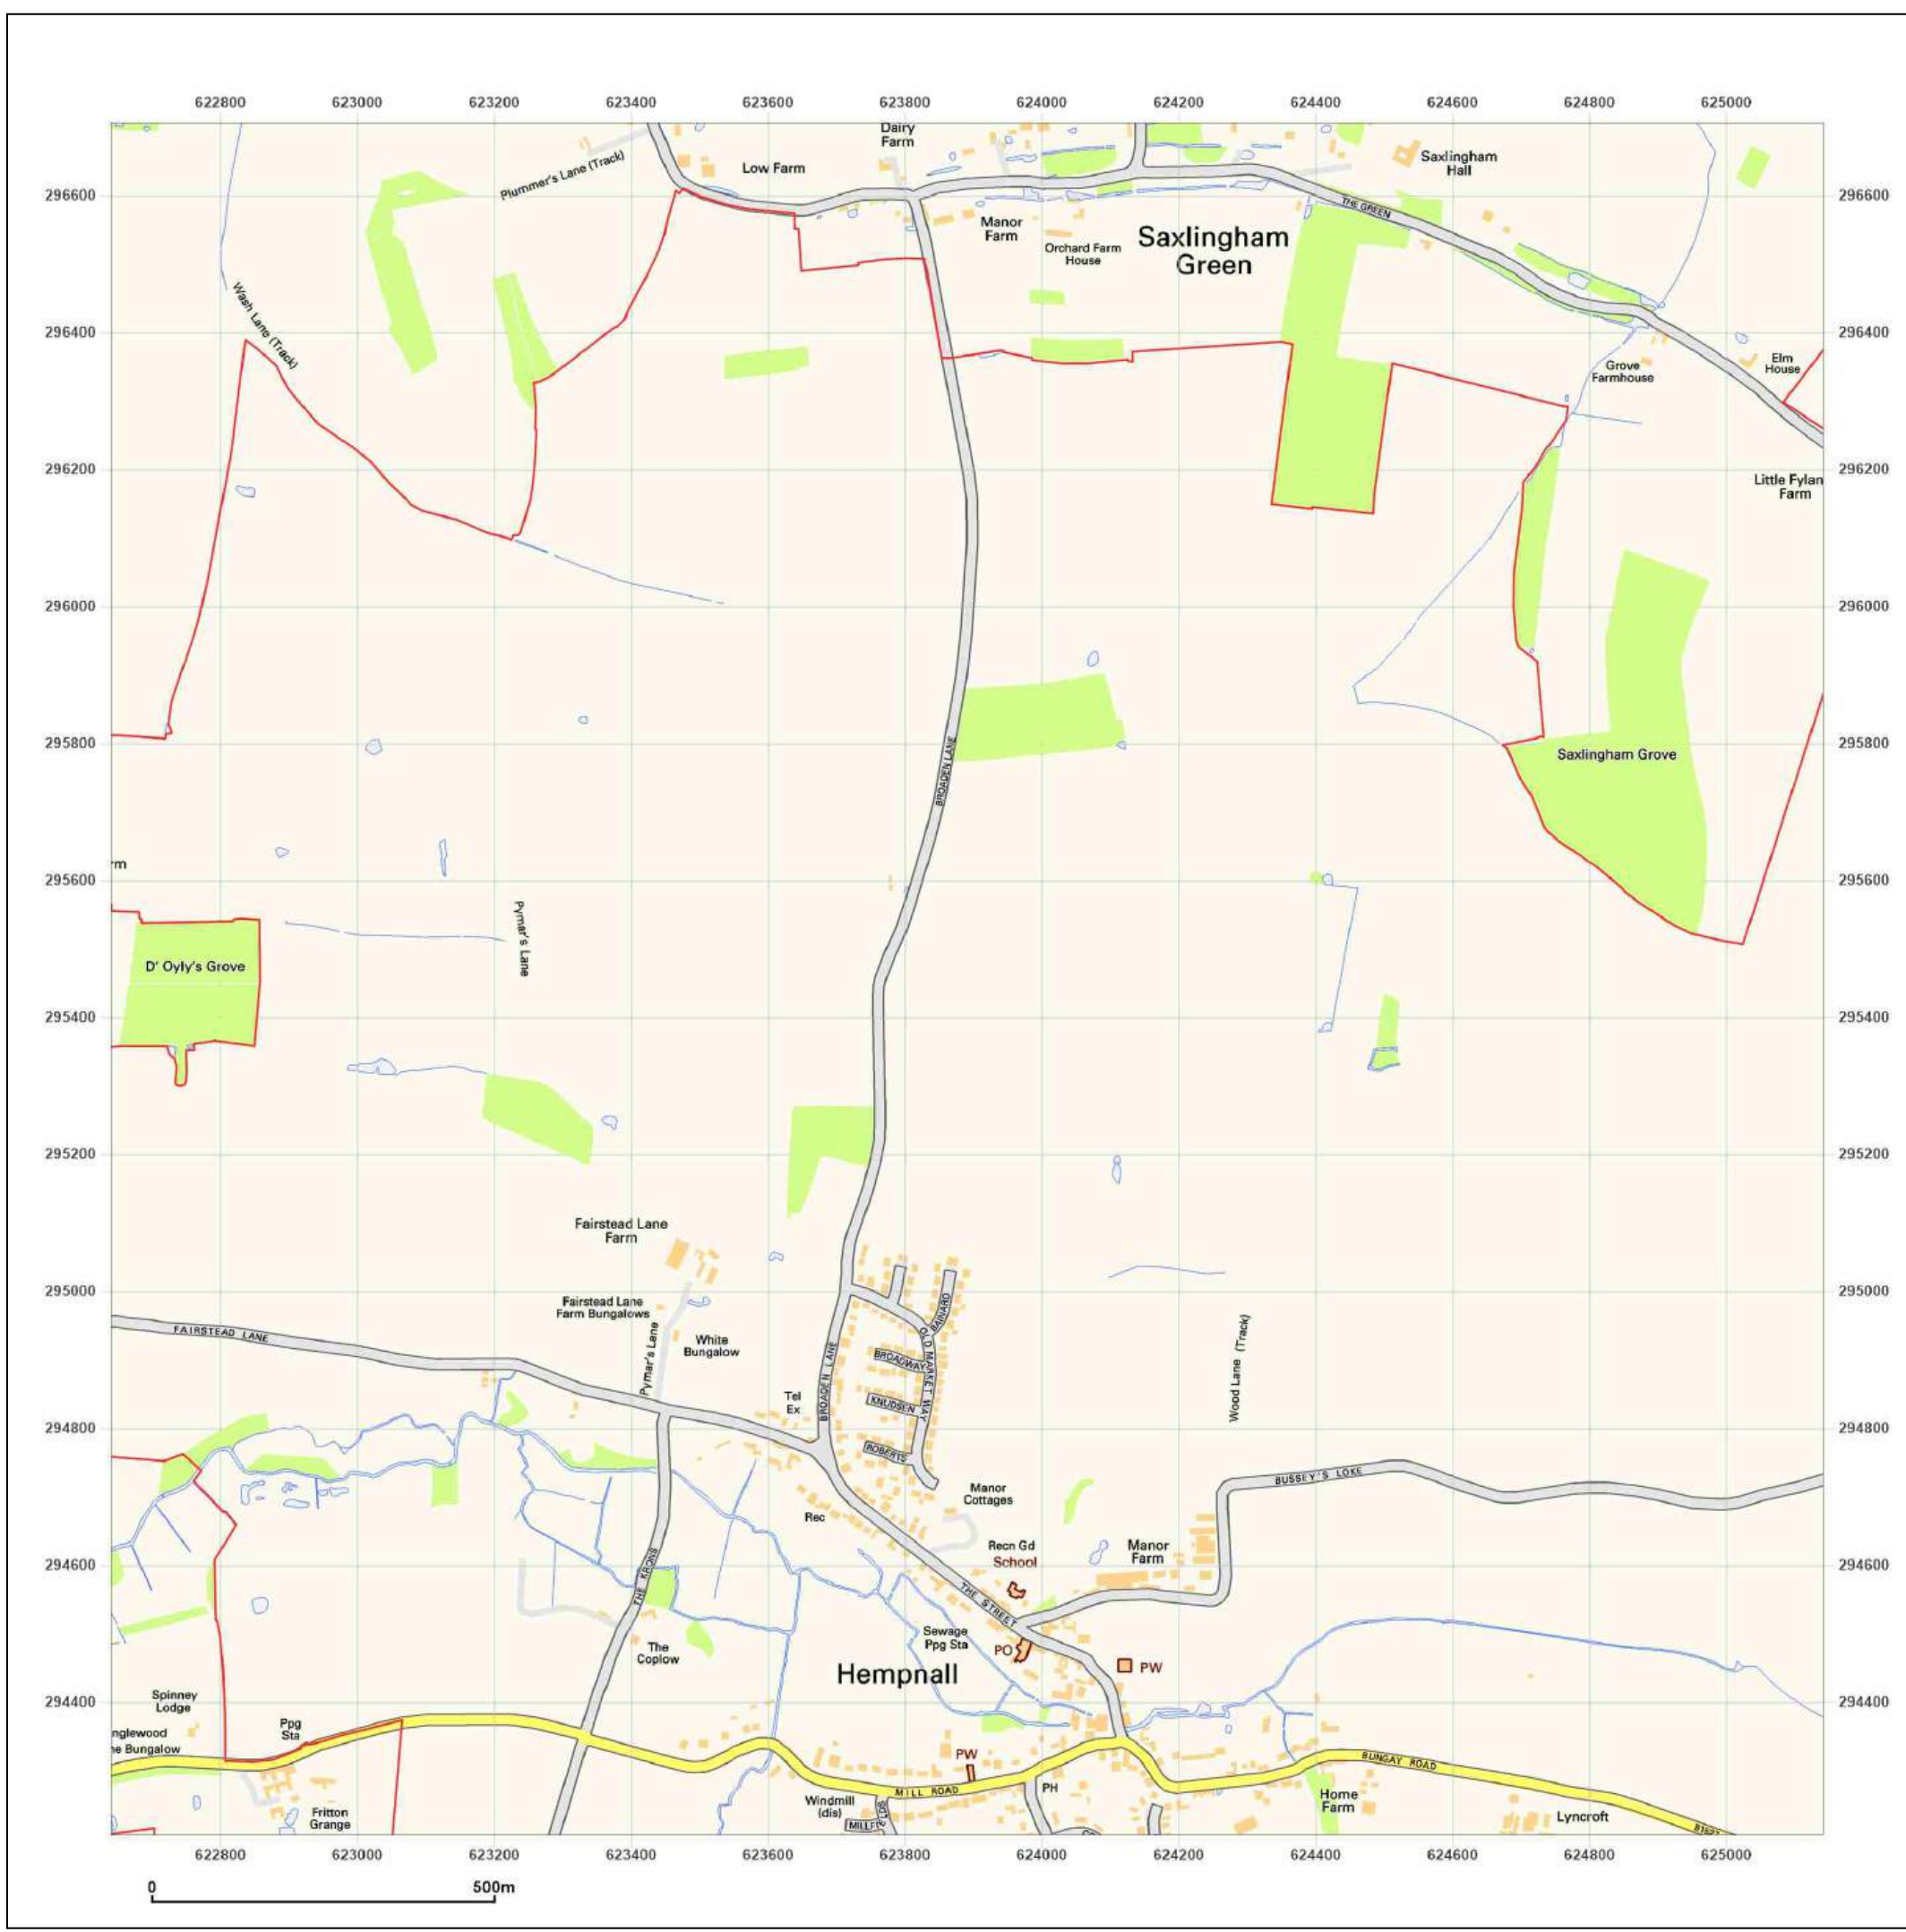 622800 623000 623200 623400 623600 623800 624000 624200 624400 624600 624800 625000
Dairy
Farm
Plummer's Lane (Track)
Low Farm
Saxlingham
Hall
296600
296600
THE GREEN
Manor
Farm
Orchard Farm
House
Saxlingham
Green
Wash Lane (Track)
296400
296400
Grove
Farmhouse
Elm
House
296200
296200
Little Fylan
Farm
296000
296000
295800
295800
BROADEN LANE
Saxlingham Grove
rm
295600
295600
Pymar's Lane
D' Oyly's Grove
295400
295400
295200
295200
Fairstead Lane
Farm
295000
295000
Fairstead Lane
Farm Bungalows
BARNARD
FAIRSTEAD LANE
White
Bungalow
Pymar's Lane
BROADEN LANE
BROADWAY
OLD MARKET WAY
Wood Lane (Track)
Tel
Ex
KNUDSEN
294800
294800
ROBERTS
BUSSEY'S LOKE
Manor
Cottages
Rec
Recn Gd
School
Manor
Farm
294600
294600
THE KROWS
THE STREET
Sewage
Ppg Sta
PO
The
Coplow
Hempnall
PW
Spinney
Lodge
294400
294400
Ppg
Sta
nglewood
ne Bungalow
PW
BUNGAY ROAD
MILL ROAD
PH
Windmill
(dis)
Home
Farm
Fritton
Grange
Lyncroft
B1527
622800 623000 623200 623400 623600 623800 624000 624200 624400 624600 624800 625000
0 500m